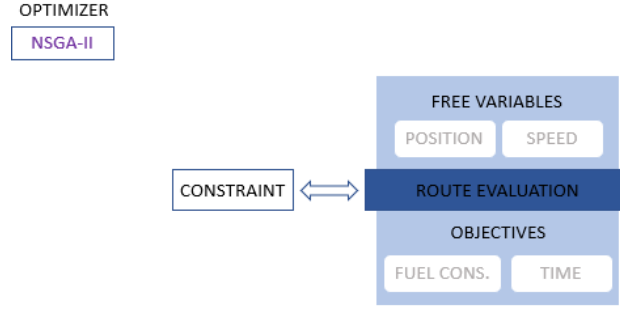 OPTIMIZER
NSGA-II
FREE VARIABLES
POSITION SPEED
CONSTRAINT ROUTE EVALUATION
OBJECTIVES
FUEL CONS. TIME